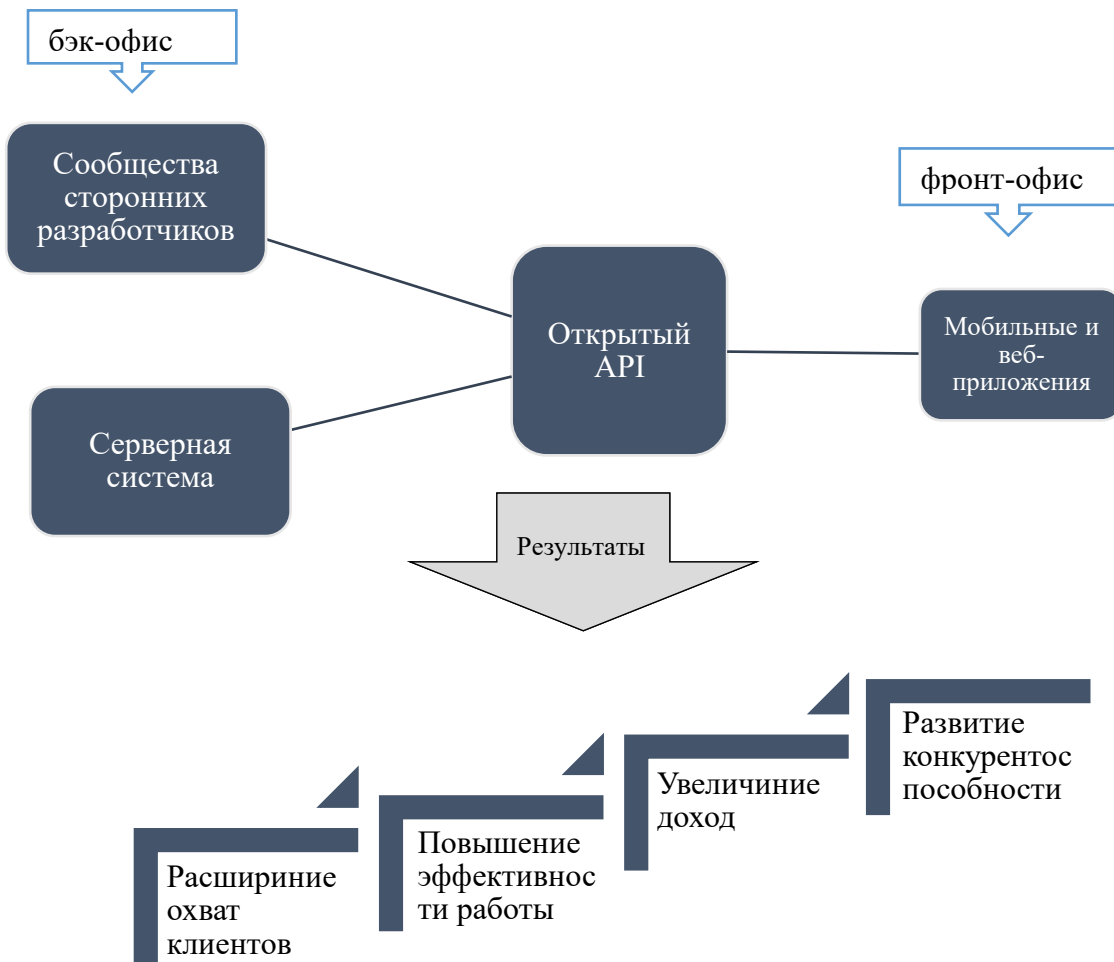 бэк-офис
Сообщества
сторонних
разработчиков
фронт-офис
Открытый
API
Мобильные и
веб-
приложения
Серверная
система
Результаты
Расшириние
охват
клиентов
Повышение
эффективнос
ти работы
Увеличиние
доход
Развитие
конкурентос
пособности